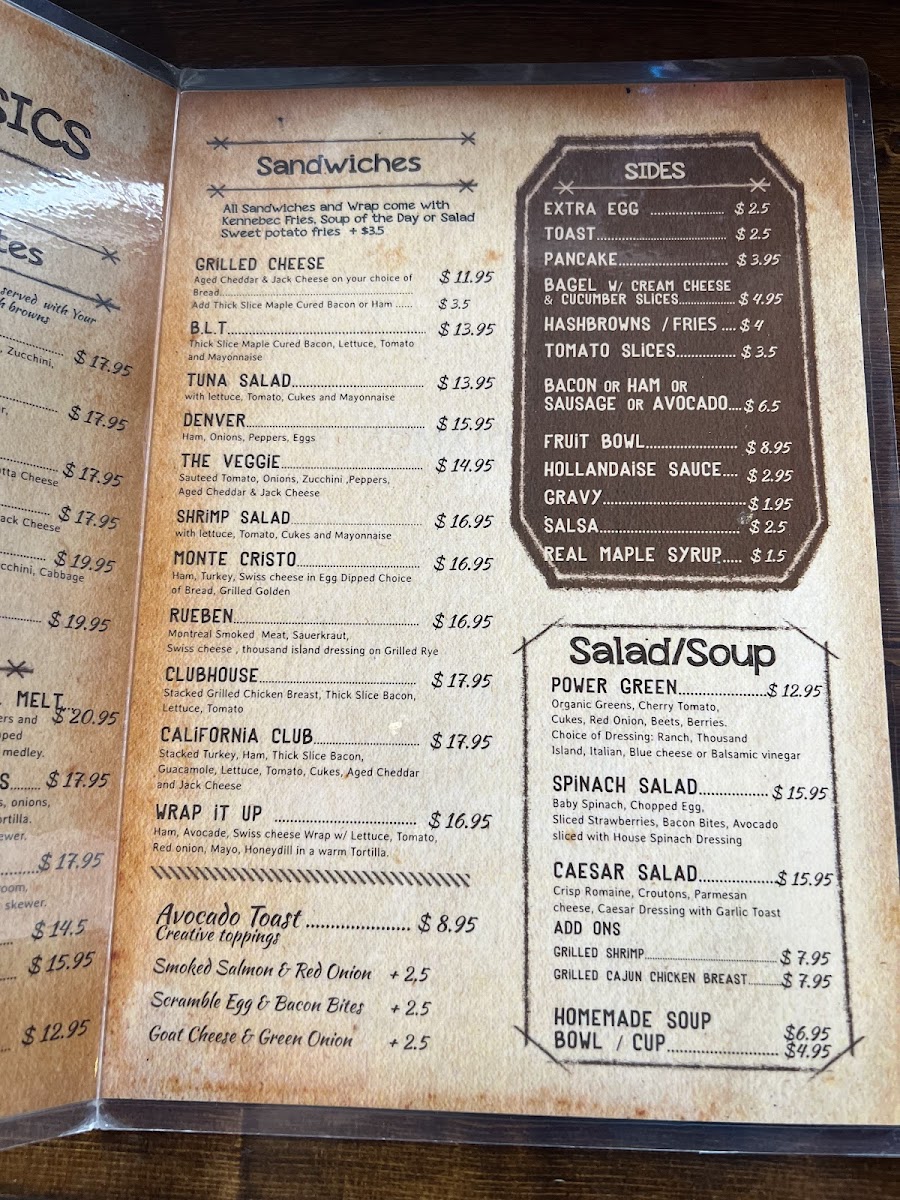 SICS
tes
served with Your
h browns
$ 17.95
, Zucchini,
$ 17.95
r,
$ 17.95
tta Cheese
$ 17.95
ack Cheese
$ 19.95
cchini, Cabbage
$ 19.95
MELT..
ers and $ 20.95
ped
medley.
S........ $ 17.95
s, onions,
ortilla.
ewer.
$ 17.95
oom,
skewer.
$ 14.5
$ 15.95
$ 12.95
Sandwiches
All Sandwiches and Wrap come with
Kennebec Fries, Soup of the Day or Salad
Sweet potato fries + $3.5
GRILLED CHEESE
Aged Cheddar & Jack Cheese on your choice of $ 11.95
Bread................................................
Add Thick Slice Maple Cured Bacon or Ham ...... $ 3.5
B.L.T................................................ $ 13.95
Thick Slice Maple Cured Bacon, Lettuce, Tomato
and Mayonnaise
TUNA SALAD................................ $ 13.95
with lettuce, Tomato, Cukes and Mayonnaise
DENVER............................................ $ 15.95
Ham, Onions, Peppers, Eggs
THE VEGGiE................................... $ 14.95
Sauteed Tomato, Onions, Zucchini ,Peppers,
Aged Cheddar & Jack Cheese
SHRiMP SALAD................................ $ 16.95
with lettuce, Tomato, Cukes and Mayonnaise
MONTE CRiSTO............................... $ 16.95
Ham, Turkey, Swiss cheese in Egg Dipped Choice
of Bread, Grilled Golden
RUEBEN.............................................. $ 16.95
Montreal Smoked Meat, Sauerkraut,
Swiss cheese , thousand island dressing on Grilled Rye
CLUBHOUSE...................................... $ 17.95
Stacked Grilled Chicken Breast, Thick Slice Bacon,
Lettuce, Tomato
CALiFORNiA CLUB.......................... $ 17.95
Stacked Turkey, Ham, Thick Slice Bacon,
Guacamole, Lettuce, Tomato, Cukes, Aged Cheddar
and Jack Cheese
WRAP iT UP ................................... $ 16.95
Ham, Avocade, Swiss cheese Wrap w/ Lettuce, Tomato,
Red onion, Mayo, Honeydill in a warm Tortilla.
Avocado Toast ..................... $ 8.95
Creative toppings
Smoked Salmon & Red Onion + 2.5
Scramble Egg & Bacon Bites + 2.5
Goat Cheese & Green Onion + 2.5
SIDES
EXTRA EGG .................... $ 2.5
TOAST................................... $ 2.5
PANCAKE............................. $ 3.95
BAGEL W/ CREAM CHEESE
& CUCUMBER SLICES............... $ 4.95
HASHBROWNS / FRIES .... $ 4
TOMATO SLiCES............... $ 3.5
BACON OR HAM OR
SAUSAGE OR AVOCADO....$ 6.5
FRUiT BOWL........................ $ 8.95
HOLLANDAiSE SAUCE.... $ 2.95
GRAVY.................................... $ 1.95
SALSA.................................... $ 2.5
REAL MAPLE SYRUP..... $ 1.5
Salad/Soup
POWER GREEN......................$ 12.95
Organic Greens, Cherry Tomato,
Cukes, Red Onion, Beets, Berries.
Choice of Dressing: Ranch, Thousand
Island, Italian, Blue cheese or Balsamic vinegar
SPiNACH SALAD................. $ 15.95
Baby Spinach, Chopped Egg,
Sliced Strawberries, Bacon Bites, Avocado
sliced with House Spinach Dressing
CAESAR SALAD...................$ 15.95
Crisp Romaine, Croutons, Parmesan
cheese, Caesar Dressing with Garlic Toast
ADD ONS
GRILLED SHRiMP................................ $ 7.95
GRILLED CAJUN CHICKEN BREAST.........$ 7.95
HOMEMADE SOUP $6.95
BOWL / CUP........................... $4.95